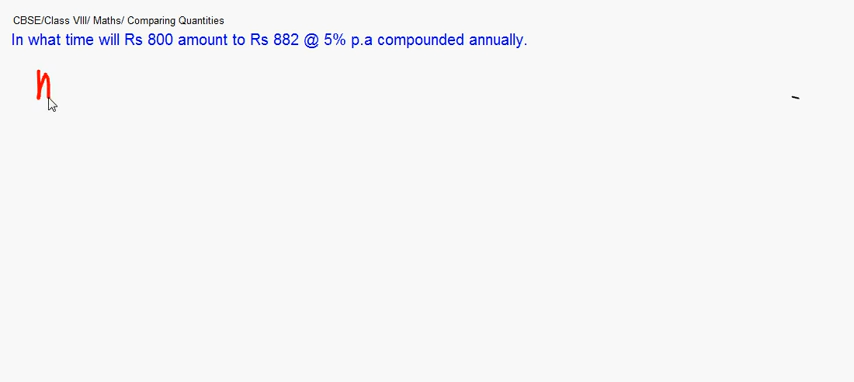 CBSE/Class VIII/ Maths/ Comparing Quantities
In what time will Rs 800 amount to Rs 882 @ 5% p.a compounded annually.
n